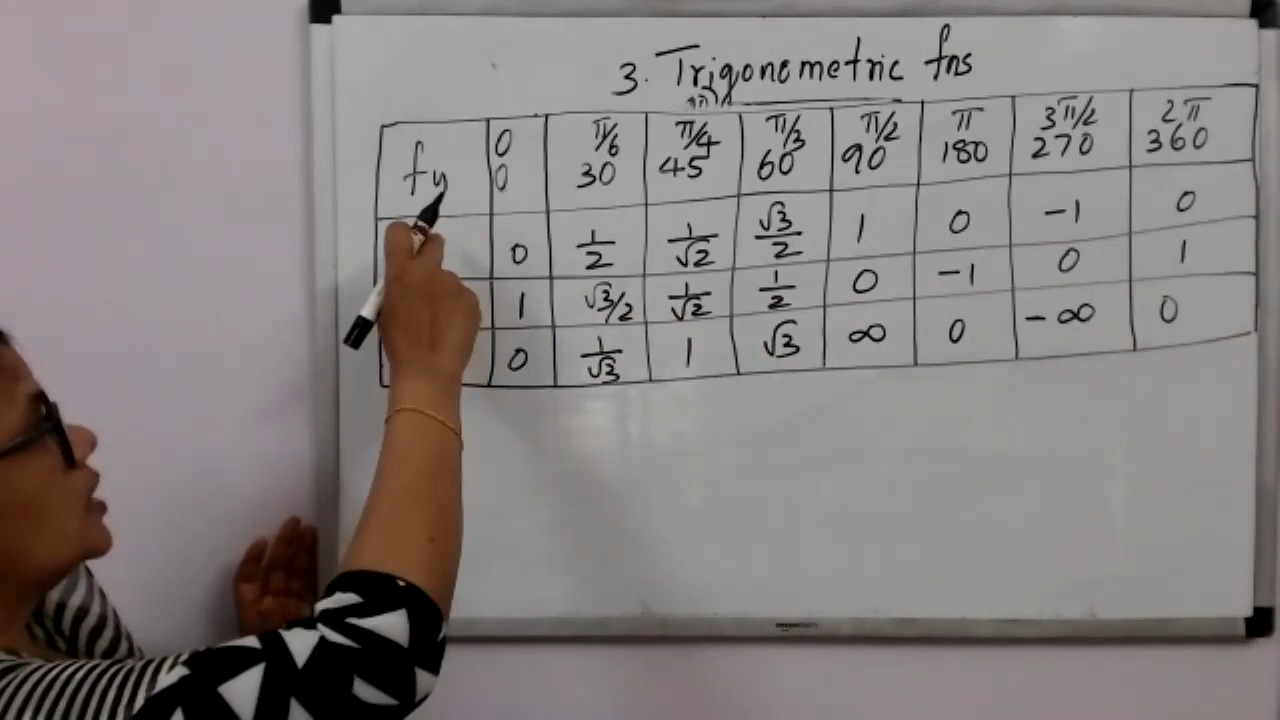 3. Trigonometric fns
fn 0 π/6 π/4 π/3 π/2 π 3π/2 2π
0 30 45 60 90 180 270 360
0 1/2 1/√2 √3/2 1 0 -1 0
1 √3/2 1/√2 1/2 0 -1 0 1
0 1/√3 1 √3 ∞ 0 -∞ 0